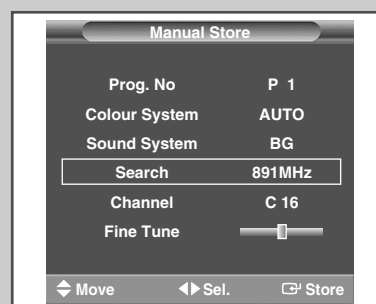 Manual Store
Prog. No P 1
Colour System AUTO
Sound System BG
Search 891MHz
Channel C 16
Fine Tune
Move Sel. Store